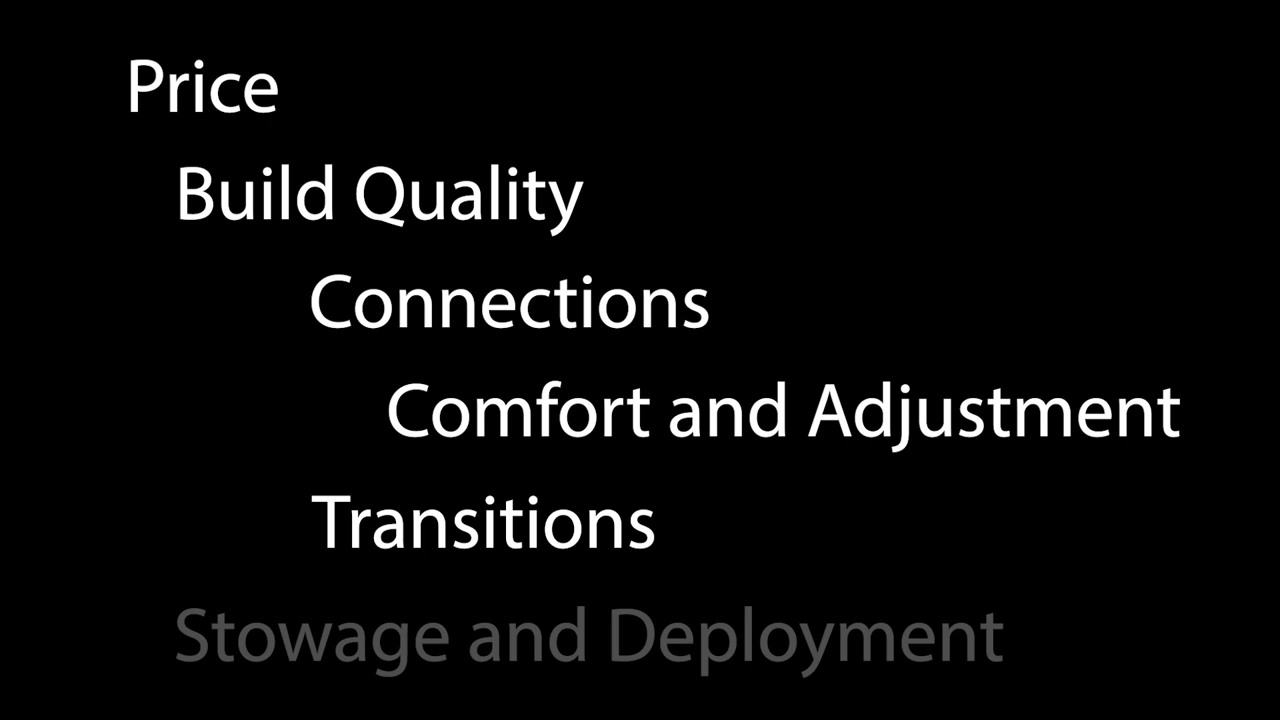 Price
Build Quality
Connections
Comfort and Adjustment
Transitions
Stowage and Deployment